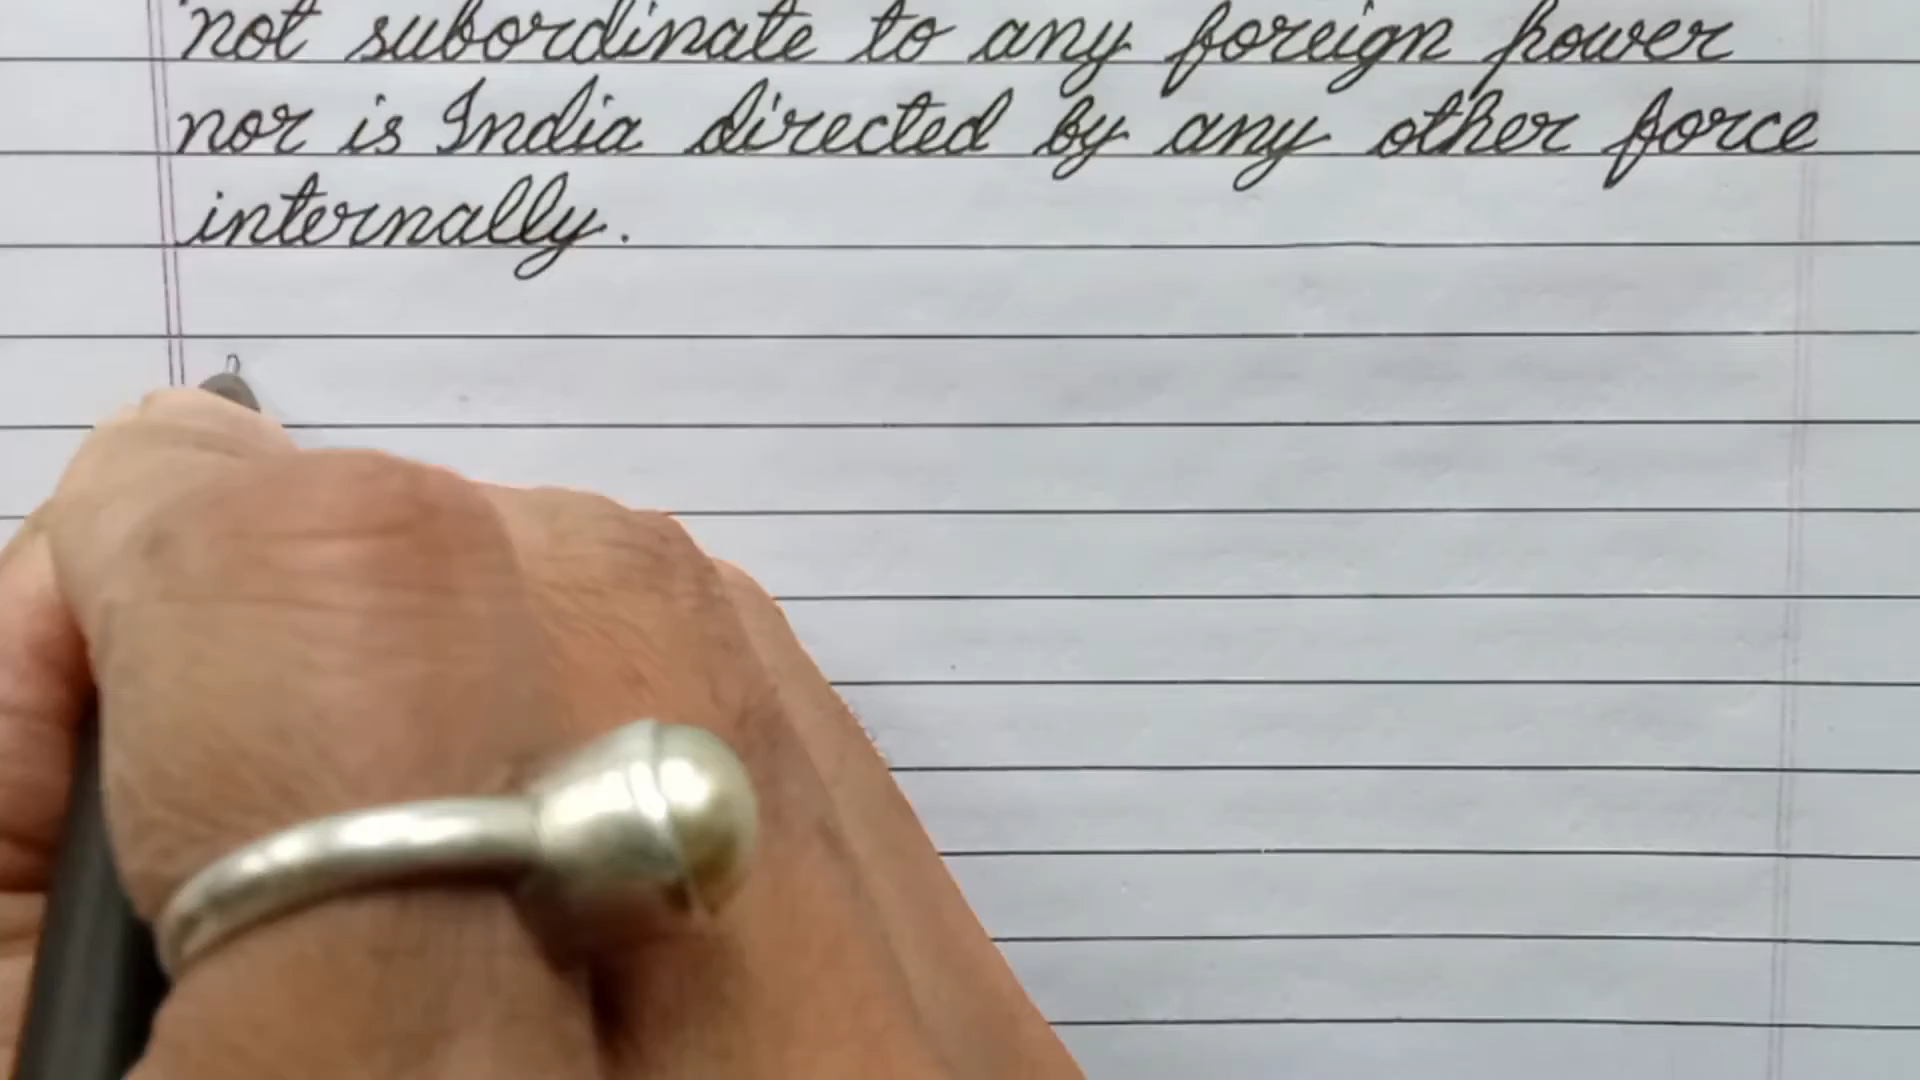 not subordinate to any foreign power
nor is India directed by any other force
internally.